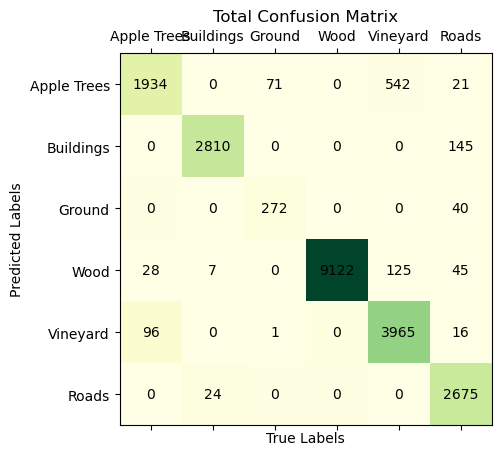 Total Confusion Matrix
Apple Trees Buildings Ground Wood Vineyard Roads
Apple Trees 1934 0 71 0 542 21
Buildings 0 2810 0 0 0 145
Ground 0 0 272 0 0 40
Wood 28 7 0 9122 125 45
Vineyard 96 0 1 0 3965 16
Roads 0 24 0 0 0 2675
Predicted Labels
True Labels